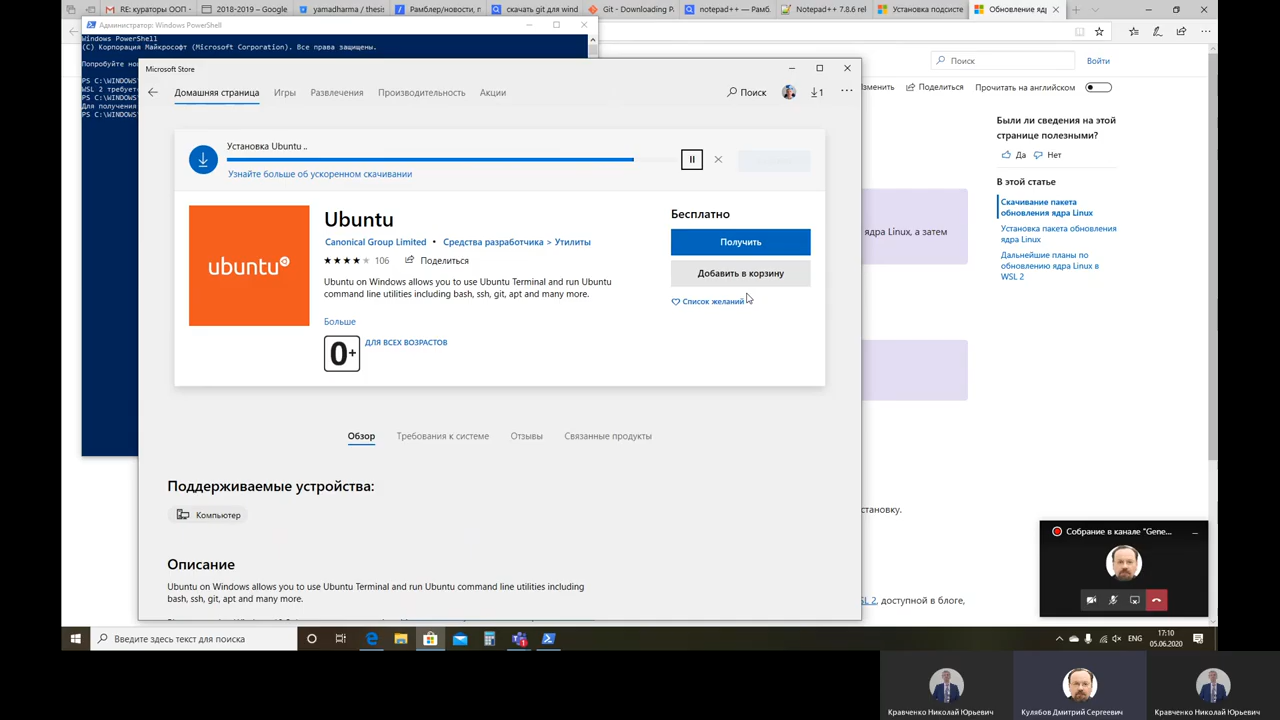 RE: кураторы ООП -
2018-2019 – Google
yamadharma / thesis
Рамблер/новости, п
скачать git для wind
Git - Downloading P
notepad++ — Рамб
Notepad++ 7.8.6 rel
Установка подсисте
Обновление ядр
Администратор: Windows PowerShell
Windows PowerShell
(C) Корпорация Майкрософт (Microsoft Corporation). Все права защищены.
Попробуйте но
PS C:\WINDOWS
WSL 2 требует
PS C:\WINDOWS
Для получения
PS C:\WINDOWS
Поиск
Войти
Изменить
Поделиться
Прочитать на английском
Microsoft Store
Домашняя страница
Игры
Развлечения
Производительность
Акции
Поиск
1
Установка Ubuntu ..
Узнайте больше об ускоренном скачивании
ubuntu
Ubuntu
Canonical Group Limited • Средства разработчика > Утилиты
106 Поделиться
Ubuntu on Windows allows you to use Ubuntu Terminal and run Ubuntu
command line utilities including bash, ssh, git, apt and many more.
Больше
0+
ДЛЯ ВСЕХ ВОЗРАСТОВ
Бесплатно
Получить
Добавить в корзину
Список желаний
Обзор
Требования к системе
Отзывы
Связанные продукты
Поддерживаемые устройства:
Компьютер
Описание
Ubuntu on Windows allows you to use Ubuntu Terminal and run Ubuntu command line utilities including
bash, ssh, git, apt and many more.
Были ли сведения на этой
странице полезными?
Да
Нет
В этой статье
Скачивание пакета
обновления ядра Linux
Установка пакета обновления
ядра Linux
Дальнейшие планы по
обновлению ядра Linux в
WSL 2
ядра Linux, а затем
становку.
SL 2, доступной в блоге,
Собрание в канале "Gene...
Введите здесь текст для поиска
ENG
17:10
05.06.2020
Кравченко Николай Юрьевич
Кулябов Дмитрий Сергеевич
Кравченко Николай Юрьевич